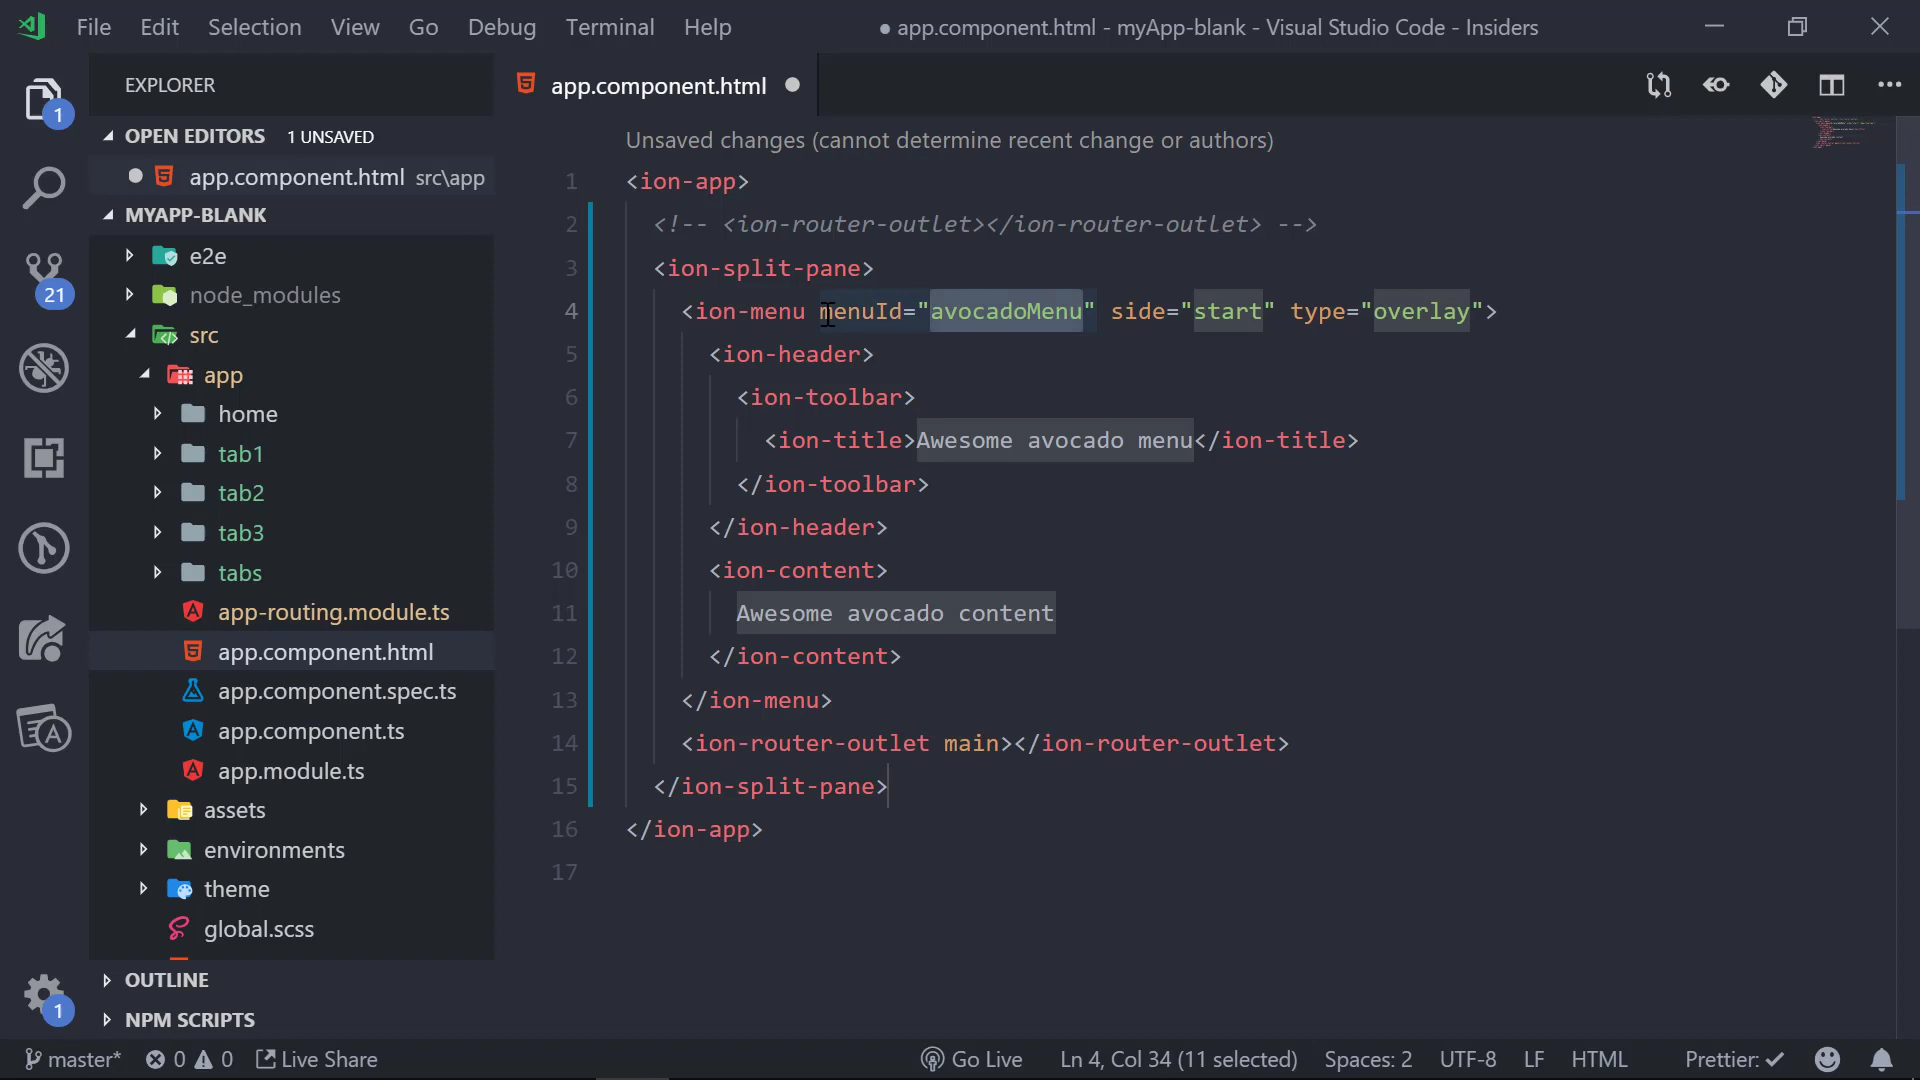 File Edit Selection View Go Debug Terminal Help
● app.component.html - myApp-blank - Visual Studio Code - Insiders
EXPLORER
OPEN EDITORS 1 UNSAVED
app.component.html src\app
MYAPP-BLANK
e2e
node_modules
src
app
home
tab1
tab2
tab3
tabs
app-routing.module.ts
app.component.html
app.component.spec.ts
app.component.ts
app.module.ts
assets
environments
theme
global.scss
OUTLINE
NPM SCRIPTS
1
21
1
app.component.html
Unsaved changes (cannot determine recent change or authors)
1 <ion-app>
2 <!-- <ion-router-outlet></ion-router-outlet> -->
3 <ion-split-pane>
4 <ion-menu menuId="avocadoMenu" side="start" type="overlay">
5 <ion-header>
6 <ion-toolbar>
7 <ion-title>Awesome avocado menu</ion-title>
8 </ion-toolbar>
9 </ion-header>
10 <ion-content>
11 Awesome avocado content
12 </ion-content>
13 </ion-menu>
14 <ion-router-outlet main></ion-router-outlet>
15 </ion-split-pane>
16 </ion-app>
17
master* 0 0 Live Share Go Live Ln 4, Col 34 (11 selected) Spaces: 2 UTF-8 LF HTML Prettier: ✓